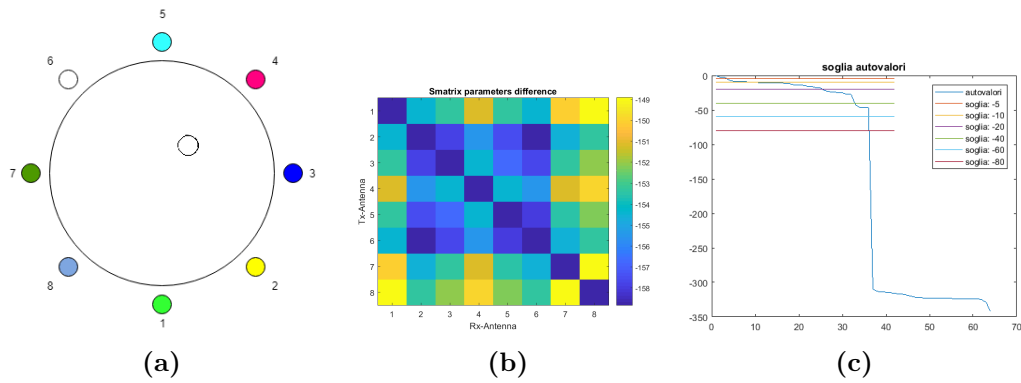 5
6
4
7
3
8
2
1
(a)
Smatrix parameters difference
1
2
3
4
5
6
7
8
Tx-Antenna
1 2 3 4 5 6 7 8
Rx-Antenna
-149
-150
-151
-152
-153
-154
-155
-156
-157
-158
(b)
soglia autovalori
0
-50
-100
-150
-200
-250
-300
-350
0 10 20 30 40 50 60 70
autovalori
soglia: -5
soglia: -10
soglia: -20
soglia: -40
soglia: -60
soglia: -80
(c)